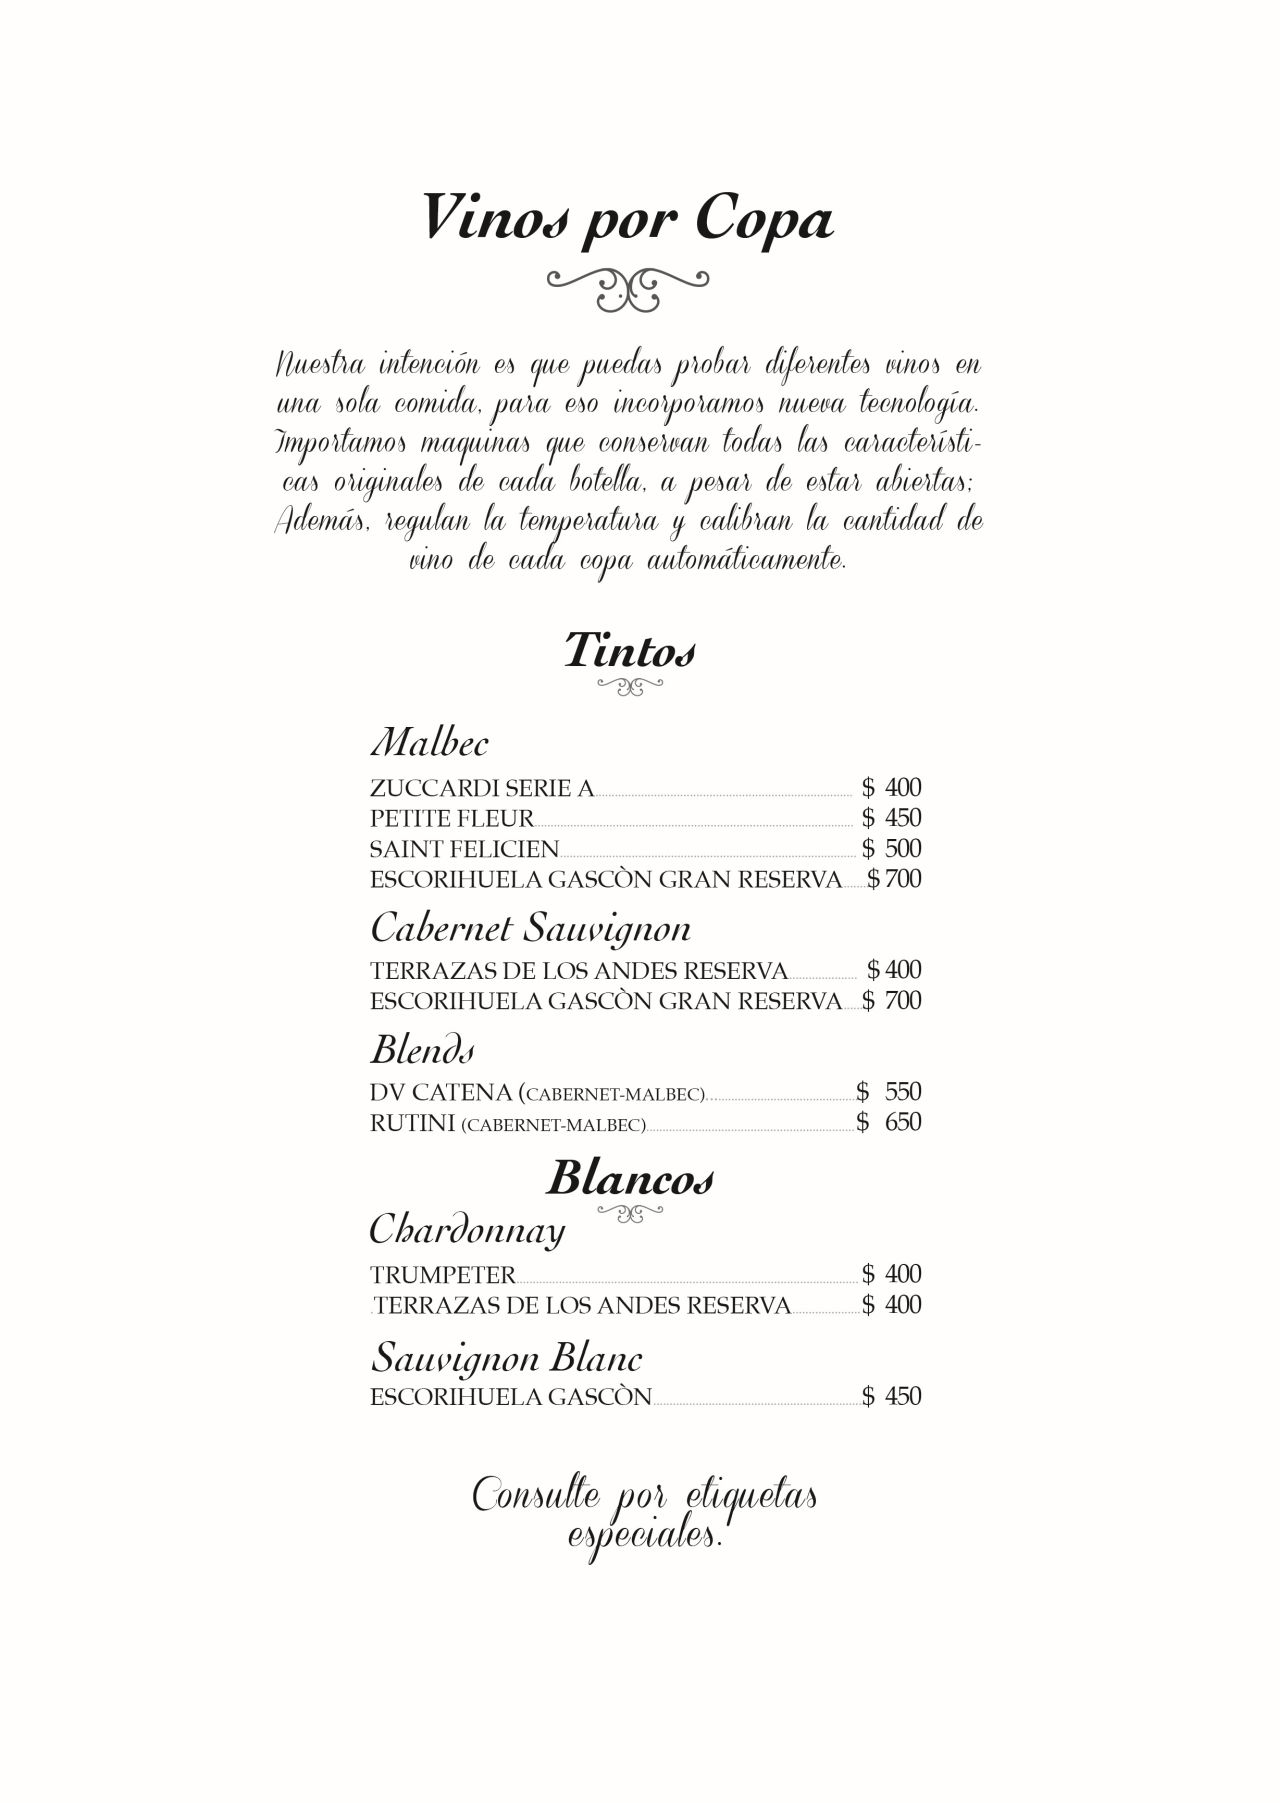 Vinos por Copa
Nuestra intención es que puedas probar diferentes vinos en
una sola comida, para eso incorporamos nueva tecnología.
Importamos maquinas que conservan todas las característi-
cas originales de cada botella, a pesar de estar abiertas;
Además, regulan la temperatura y calibran la cantidad de
vino de cada copa automáticamente.
Tintos
Malbec
ZUCCARDI SERIE A $ 400
PETITE FLEUR $ 450
SAINT FELICIEN $ 500
ESCORIHUELA GASCÒN GRAN RESERVA $ 700
Cabernet Sauvignon
TERRAZAS DE LOS ANDES RESERVA $ 400
ESCORIHUELA GASCÒN GRAN RESERVA $ 700
Blends
DV CATENA (CABERNET-MALBEC) $ 550
RUTINI (CABERNET-MALBEC) $ 650
Blancos
Chardonnay
TRUMPETER $ 400
TERRAZAS DE LOS ANDES RESERVA $ 400
Sauvignon Blanc
ESCORIHUELA GASCÒN $ 450
Consulte por etiquetas
especiales.